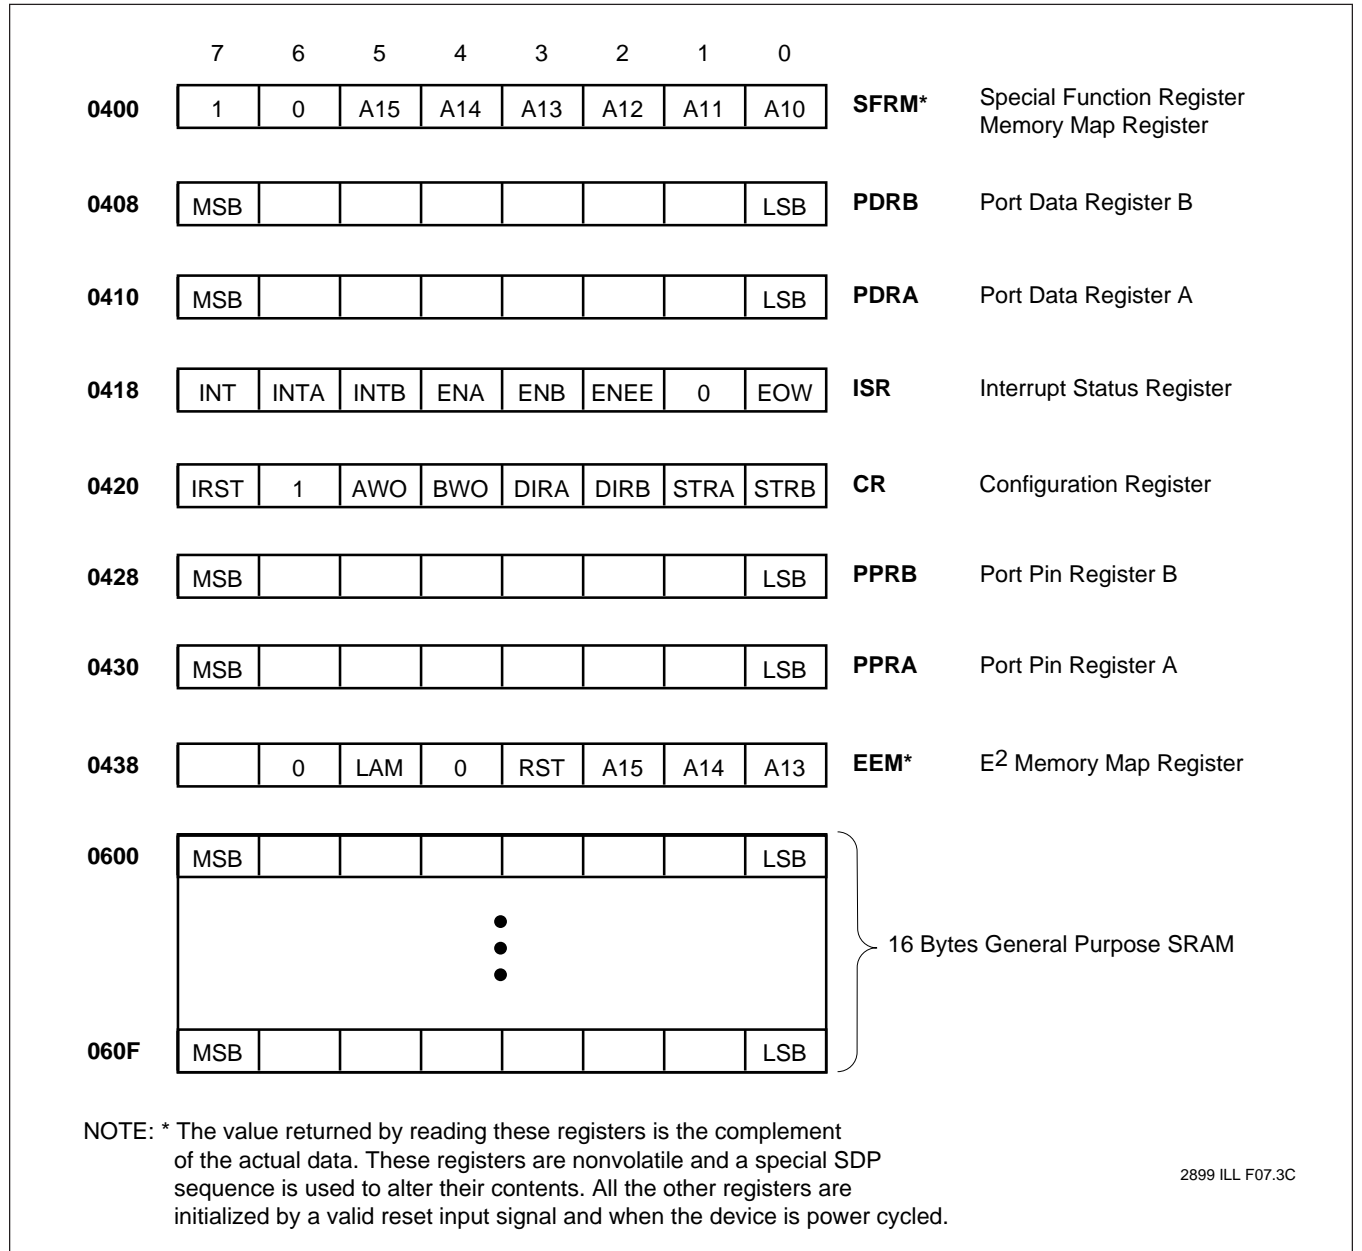 7 6 5 4 3 2 1 0
0400 1 0 A15 A14 A13 A12 A11 A10 SFRM* Special Function Register
Memory Map Register
0408 MSB LSB PDRB Port Data Register B
0410 MSB LSB PDRA Port Data Register A
0418 INT INTA INTB ENA ENB ENEE 0 EOW ISR Interrupt Status Register
0420 IRST 1 AWO BWO DIRA DIRB STRA STRB CR Configuration Register
0428 MSB LSB PPRB Port Pin Register B
0430 MSB LSB PPRA Port Pin Register A
0438 0 LAM 0 RST A15 A14 A13 EEM* E2 Memory Map Register
0600 MSB LSB
16 Bytes General Purpose SRAM
060F MSB LSB
NOTE: * The value returned by reading these registers is the complement
of the actual data. These registers are nonvolatile and a special SDP
sequence is used to alter their contents. All the other registers are
initialized by a valid reset input signal and when the device is power cycled.
2899 ILL F07.3C